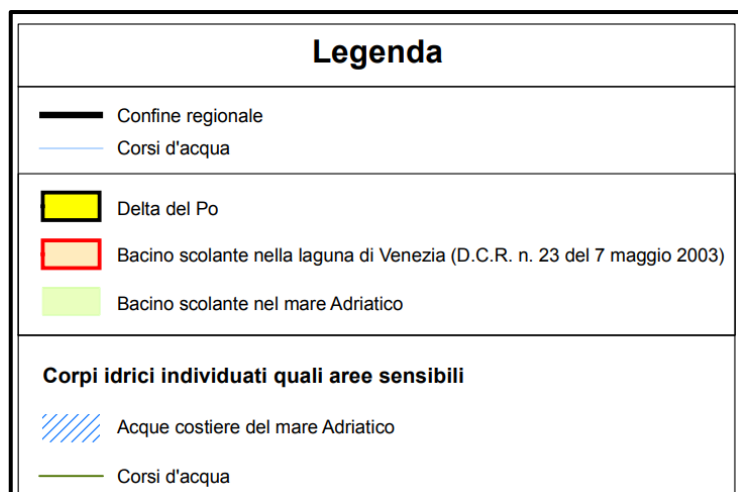 Legenda
Confine regionale
Corsi d'acqua
Delta del Po
Bacino scolante nella laguna di Venezia (D.C.R. n. 23 del 7 maggio 2003)
Bacino scolante nel mare Adriatico
Corpi idrici individuati quali aree sensibili
Acque costiere del mare Adriatico
Corsi d'acqua